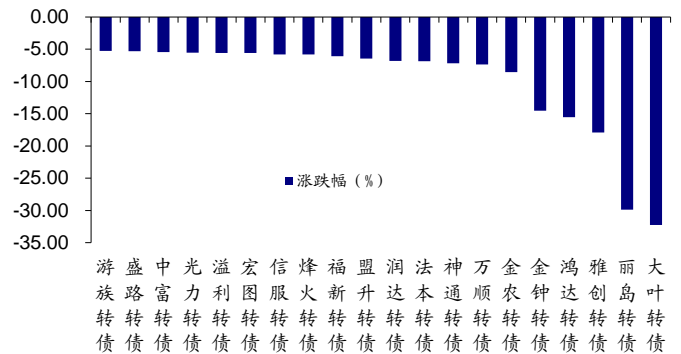 0.00
-5.00
-10.00
-15.00
-20.00
-25.00
-30.00
-35.00
涨跌幅（%）
游族转债
盛路转债
中富转债
光力转债
溢利转债
宏图转债
信服转债
烽火转债
福新转债
盟升转债
润达转债
法本转债
神通转债
万顺转债
金农转债
金钟转债
鸿达转债
雅创转债
丽岛转债
大叶转债